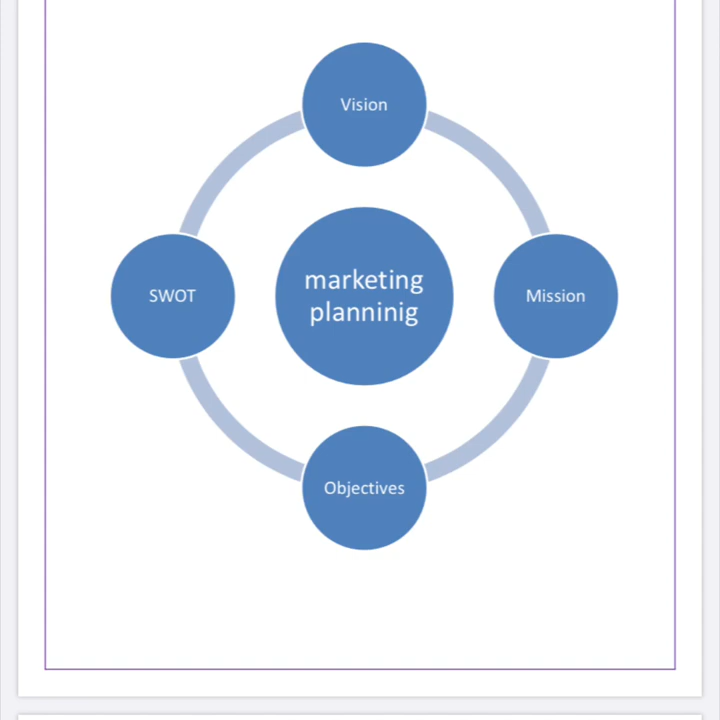 Vision
SWOT
marketing
planninig
Mission
Objectives